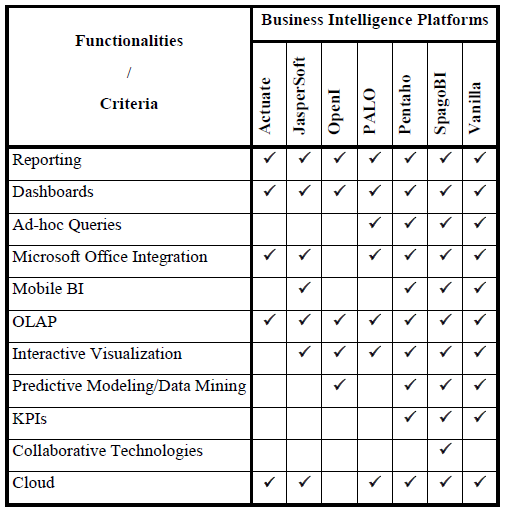 Business Intelligence Platforms
Functionalities
/
Criteria
Actuate
JasperSoft
OpenI
PALO
Pentaho
SpagoBI
Vanilla
Reporting ✓ ✓ ✓ ✓ ✓ ✓ ✓
Dashboards ✓ ✓ ✓ ✓ ✓ ✓ ✓
Ad-hoc Queries ✓ ✓ ✓ ✓
Microsoft Office Integration ✓ ✓ ✓ ✓ ✓ ✓
Mobile BI ✓ ✓ ✓ ✓
OLAP ✓ ✓ ✓ ✓ ✓ ✓ ✓
Interactive Visualization ✓ ✓ ✓ ✓ ✓ ✓
Predictive Modeling/Data Mining ✓ ✓ ✓ ✓
KPIs ✓ ✓ ✓
Collaborative Technologies ✓
Cloud ✓ ✓ ✓ ✓ ✓ ✓